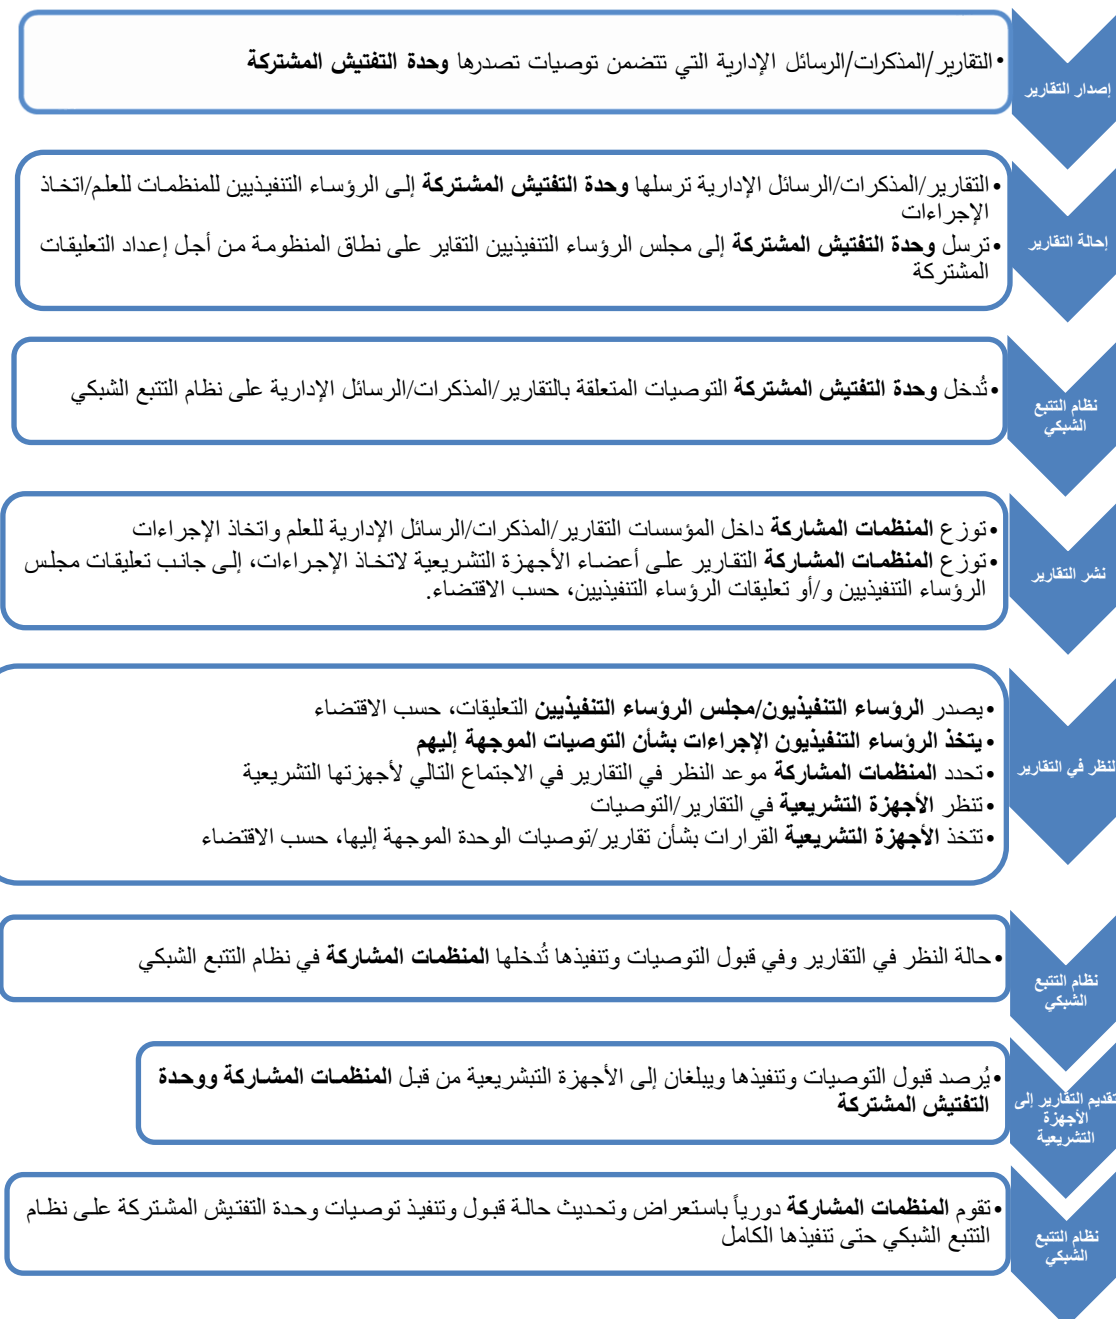 إصدار التقارير
•التقارير/المذكرات/الرسائل الإدارية التي تتضمن توصيات تصدرها وحدة التفتيش المشتركة
إحالة التقارير
•التقارير/المذكرات/الرسائل الإدارية ترسلها وحدة التفتيش المشتركة إلى الرؤساء التنفيذيين للمنظمات للعلم/اتخاذ
الإجراءات
•ترسل وحدة التفتيش المشتركة إلى مجلس الرؤساء التنفيذيين التقاير على نطاق المنظومة من أجل إعداد التعليقات
المشتركة
نظام التتبع
الشبكي
•تُدخل وحدة التفتيش المشتركة التوصيات المتعلقة بالتقارير/المذكرات/الرسائل الإدارية على نظام التتبع الشبكي
نشر التقارير
•توزع المنظمات المشاركة داخل المؤسسات التقارير/المذكرات/الرسائل الإدارية للعلم واتخاذ الإجراءات
•توزع المنظمات المشاركة التقارير على أعضاء الأجهزة التشريعية لاتخاذ الإجراءات، إلى جانب تعليقات مجلس
الرؤساء التنفيذيين و/أو تعليقات الرؤساء التنفيذيين، حسب الاقتضاء.
لنظر في التقارير
•يصدر الرؤساء التنفيذيون/مجلس الرؤساء التنفيذيين التعليقات، حسب الاقتضاء
•يتخذ الرؤساء التنفيذيون الإجراءات بشأن التوصيات الموجهة إليهم
•تحدد المنظمات المشاركة موعد النظر في التقارير في الاجتماع التالي لأجهزتها التشريعية
•تنظر الأجهزة التشريعية في التقارير/التوصيات
•تتخذ الأجهزة التشريعية القرارات بشأن تقارير/توصيات الوحدة الموجهة إليها، حسب الاقتضاء
نظام التتبع
الشبكي
•حالة النظر في التقارير وفي قبول التوصيات وتنفيذها تُدخلها المنظمات المشاركة في نظام التتبع الشبكي
تقديم التقارير إلى
الأجهزة
التشريعية
•يُرصد قبول التوصيات وتنفيذها ويبلغان إلى الأجهزة التبشريعية من قبل المنظمات المشاركة ووحدة
التفتيش المشتركة
نظام التتبع
الشبكي
•تقوم المنظمات المشاركة دورياً باستعراض وتحديث حالة قبول وتنفيذ توصيات وحدة التفتيش المشتركة على نظام
التتبع الشبكي حتى تنفيذها الكامل